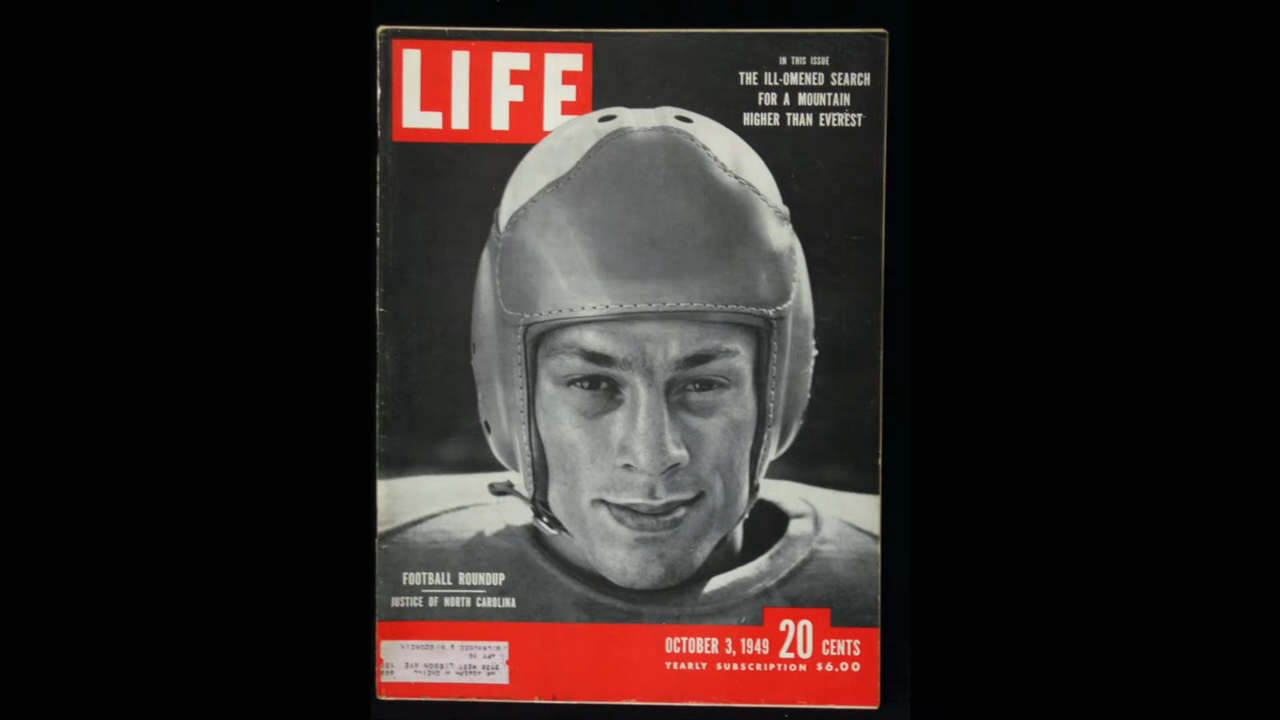 LIFE
IN THIS ISSUE
THE ILL-OMENED SEARCH
FOR A MOUNTAIN
HIGHER THAN EVEREST
FOOTBALL ROUNDUP
JUSTICE OF NORTH CAROLINA
OCTOBER 3, 1949 20 CENTS
YEARLY SUBSCRIPTION $6.00